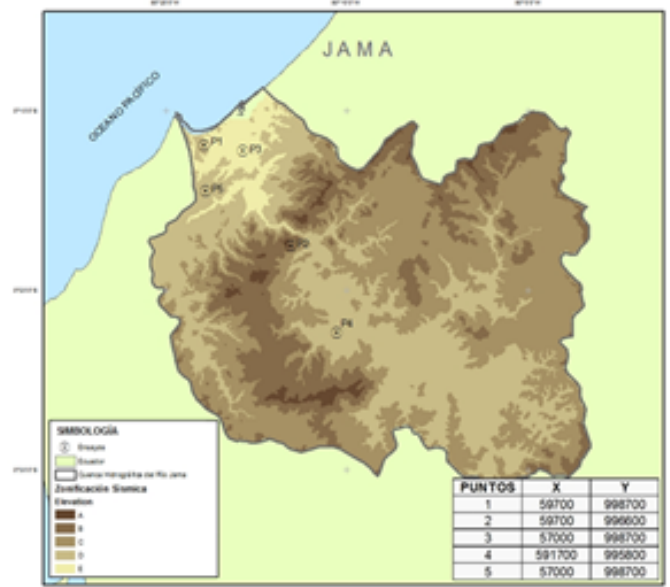 JAMA
OCEANO PACÍFICO
P1
P3
P5
P4
SIMBOLOGÍA
Ensayos
Ecuador
Cuenca Hidrográfica del Río Jama
Zonificación Sísmica
Elevation
A
B
C
D
E
PUNTOS X Y
1 59700 998700
2 59700 996600
3 57000 998700
4 591700 995800
5 57000 998700